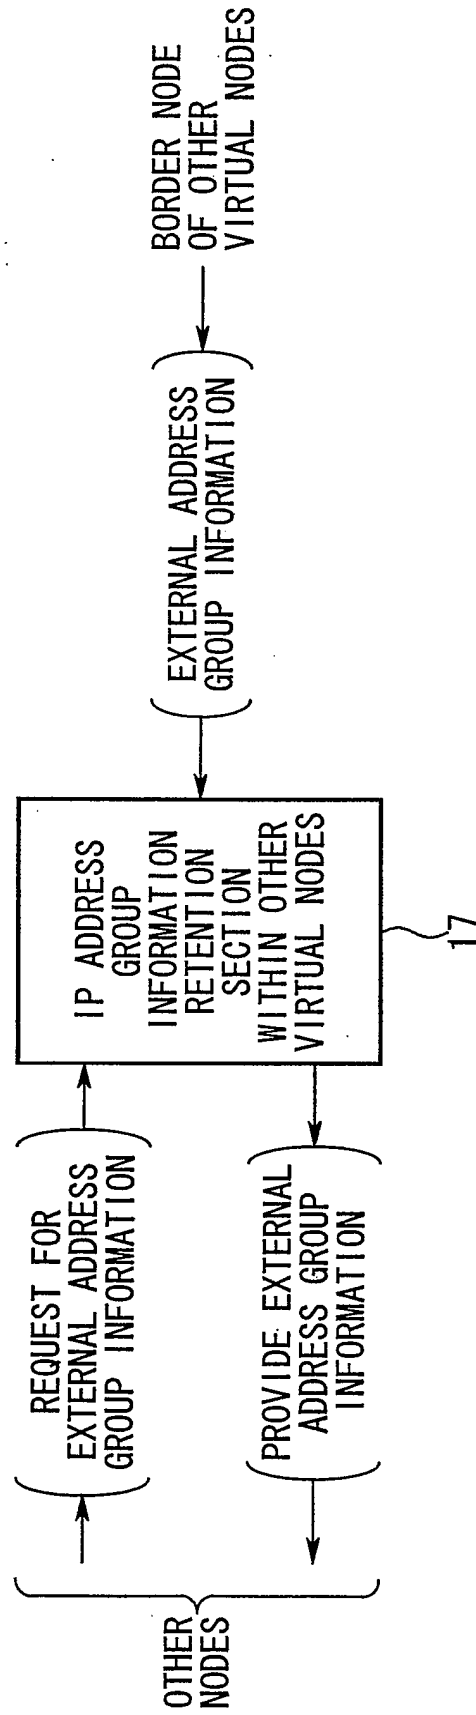 OTHER
NODES
REQUEST FOR
EXTERNAL ADDRESS
GROUP INFORMATION
PROVIDE EXTERNAL
ADDRESS GROUP
INFORMATION
IP ADDRESS
GROUP
INFORMATION
RETENTION
SECTION
WITHIN OTHER
VIRTUAL NODES
17
EXTERNAL ADDRESS
GROUP INFORMATION
BORDER NODE
OF OTHER
VIRTUAL NODES